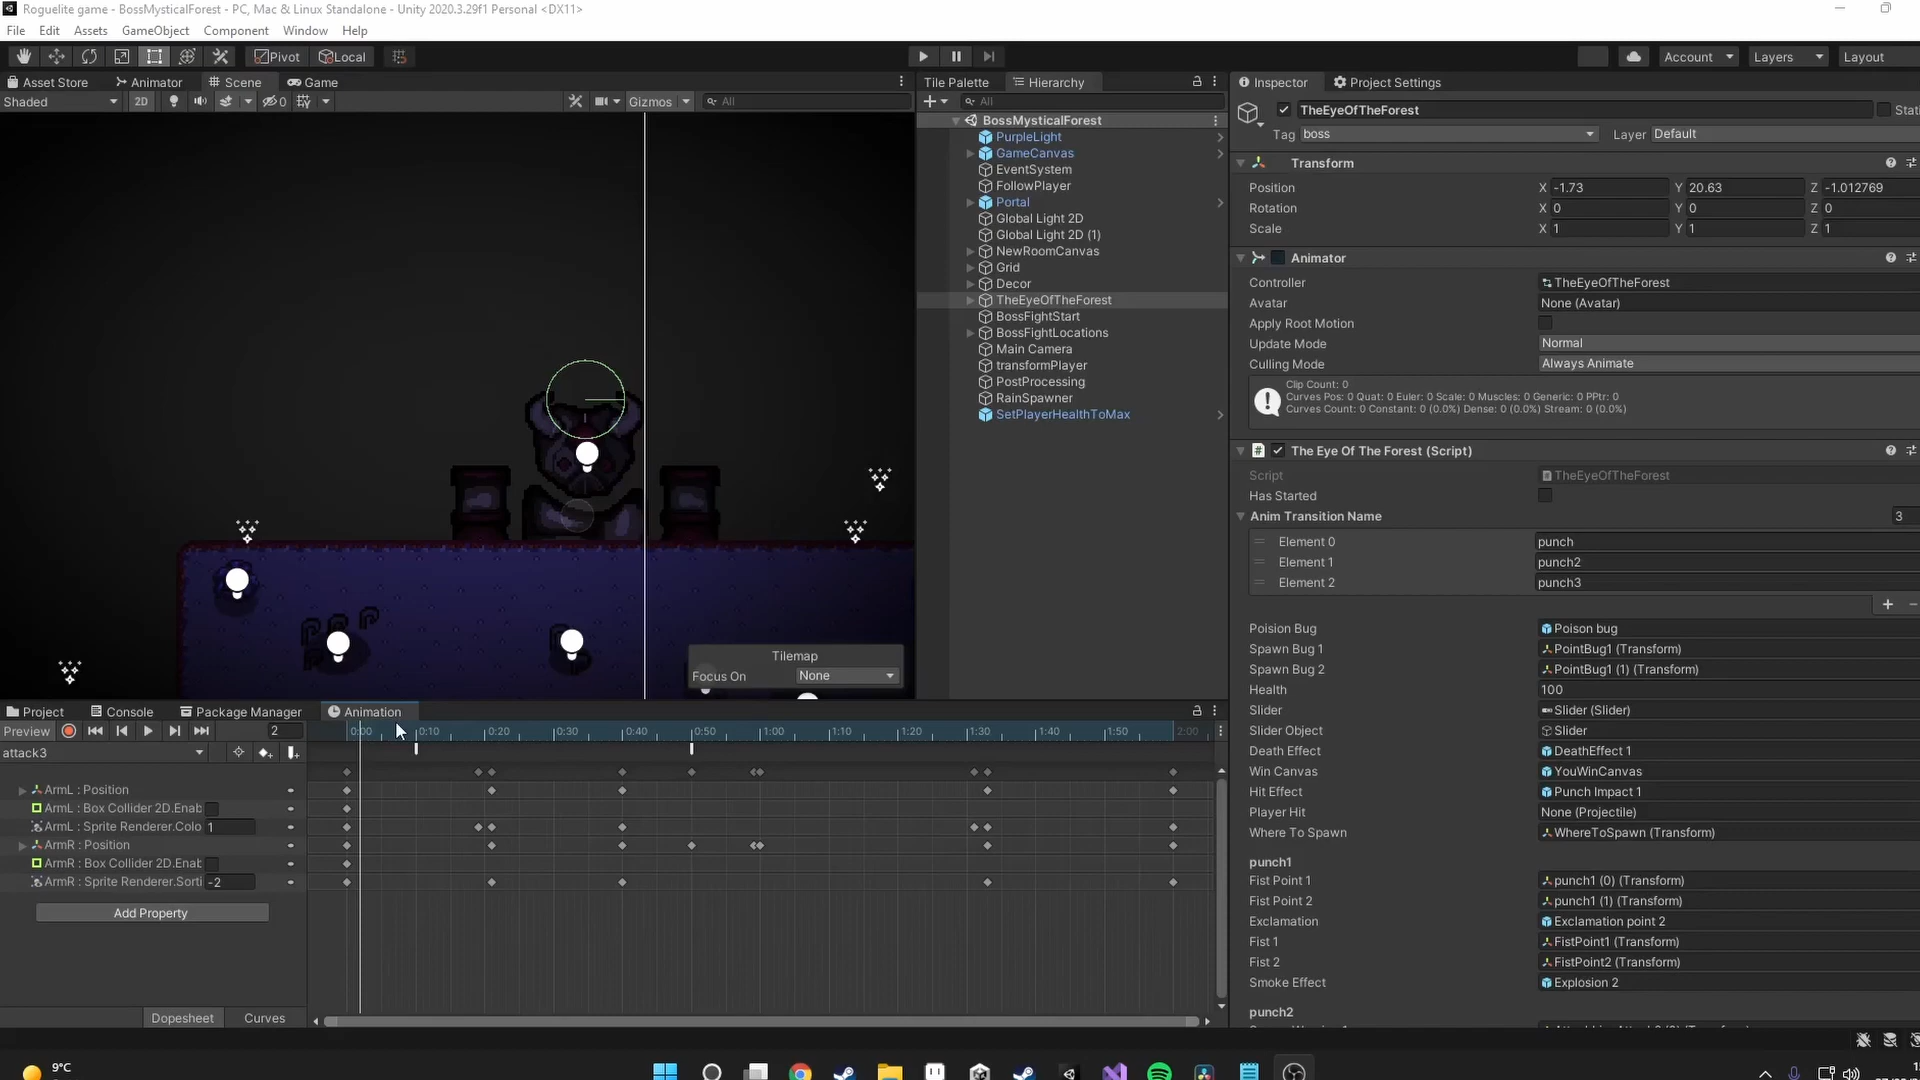 Roguelite game - BossMysticalForest - PC, Mac & Linux Standalone - Unity 2020.3.29f1 Personal <DX11>
File Edit Assets GameObject Component Window Help
Pivot Local Account Layers Layout
Asset Store Animator Scene Game Tile Palette Hierarchy Inspector Project Settings
Shaded 2D 0 Gizmos All All
TheEyeOfTheForest Stati
Tag boss Layer Default
BossMysticalForest
PurpleLight
GameCanvas
EventSystem
FollowPlayer
Portal
Global Light 2D
Global Light 2D (1)
NewRoomCanvas
Grid
Decor
TheEyeOfTheForest
BossFightStart
BossFightLocations
Main Camera
transformPlayer
PostProcessing
RainSpawner
SetPlayerHealthToMax
Transform
Position X -1.73 Y 20.63 Z -1.012769
Rotation X 0 Y 0 Z 0
Scale X 1 Y 1 Z 1
Animator
Controller TheEyeOfTheForest
Avatar None (Avatar)
Apply Root Motion
Update Mode Normal
Culling Mode Always Animate
Clip Count: 0
Curves Pos: 0 Quat: 0 Euler: 0 Scale: 0 Muscles: 0 Generic: 0 PPtr: 0
Curves Count: 0 Constant: 0 (0.0%) Dense: 0 (0.0%) Stream: 0 (0.0%)
The Eye Of The Forest (Script)
Script TheEyeOfTheForest
Has Started
Anim Transition Name 3
Element 0 punch
Element 1 punch2
Element 2 punch3
Poision Bug Poison bug
Spawn Bug 1 PointBug1 (Transform)
Spawn Bug 2 PointBug1 (1) (Transform)
Health 100
Slider Slider (Slider)
Slider Object Slider
Death Effect DeathEffect 1
Win Canvas YouWinCanvas
Hit Effect Punch Impact 1
Player Hit None (Projectile)
Where To Spawn WhereToSpawn (Transform)
punch1
Fist Point 1 punch1 (0) (Transform)
Fist Point 2 punch1 (1) (Transform)
Exclamation Exclamation point 2
Fist 1 FistPoint1 (Transform)
Fist 2 FistPoint2 (Transform)
Smoke Effect Explosion 2
punch2
Tilemap
Focus On None
Project Console Package Manager Animation
Preview 2 0:00 0:10 0:20 0:30 0:40 0:50 1:00 1:10 1:20 1:30 1:40 1:50 2:00
attack3
ArmL : Position
ArmL : Box Collider 2D.Enab
ArmL : Sprite Renderer.Colo 1
ArmR : Position
ArmR : Box Collider 2D.Enab
ArmR : Sprite Renderer.Sorti -2
Add Property
Dopesheet Curves
9°C